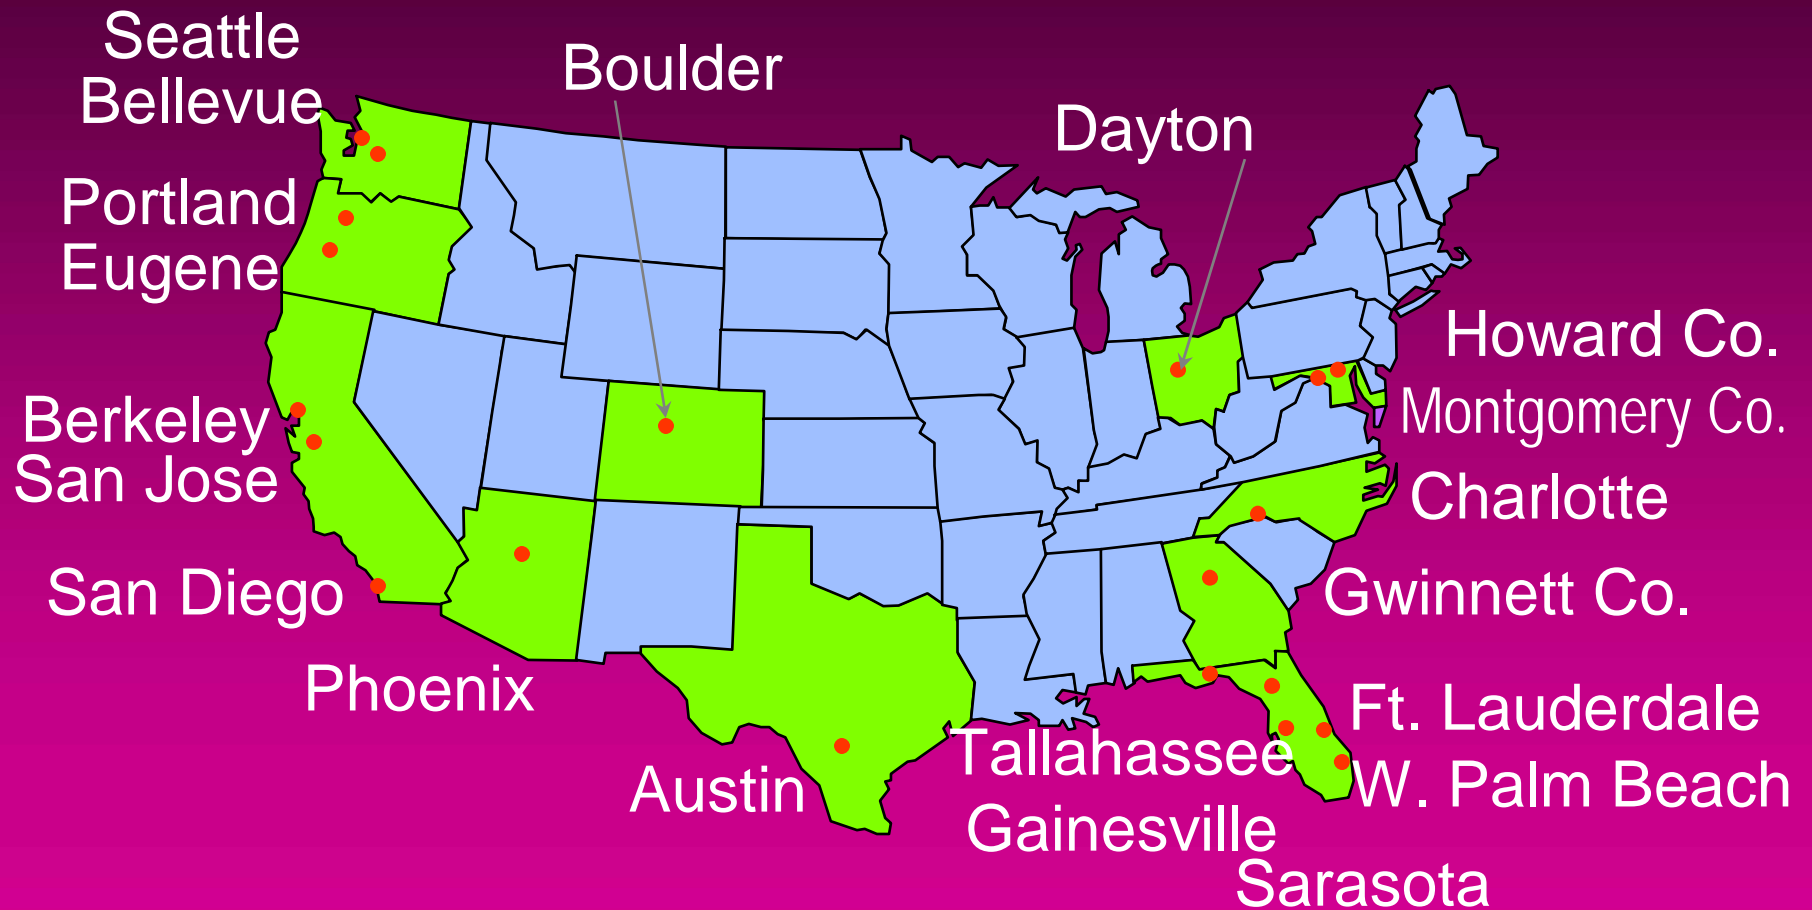 Seattle
Bellevue
Boulder
Dayton
Portland
Eugene
Howard Co.
Montgomery Co.
Berkeley
San Jose
Charlotte
San Diego
Gwinnett Co.
Phoenix
Ft. Lauderdale
Tallahassee
W. Palm Beach
Austin
Gainesville
Sarasota